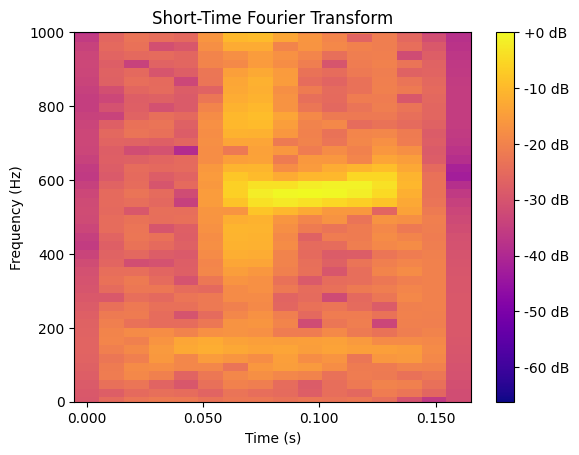 Short-Time Fourier Transform
Frequency (Hz)
1000
800
600
400
200
0
0.000
0.050
0.100
0.150
Time (s)
+0 dB
-10 dB
-20 dB
-30 dB
-40 dB
-50 dB
-60 dB